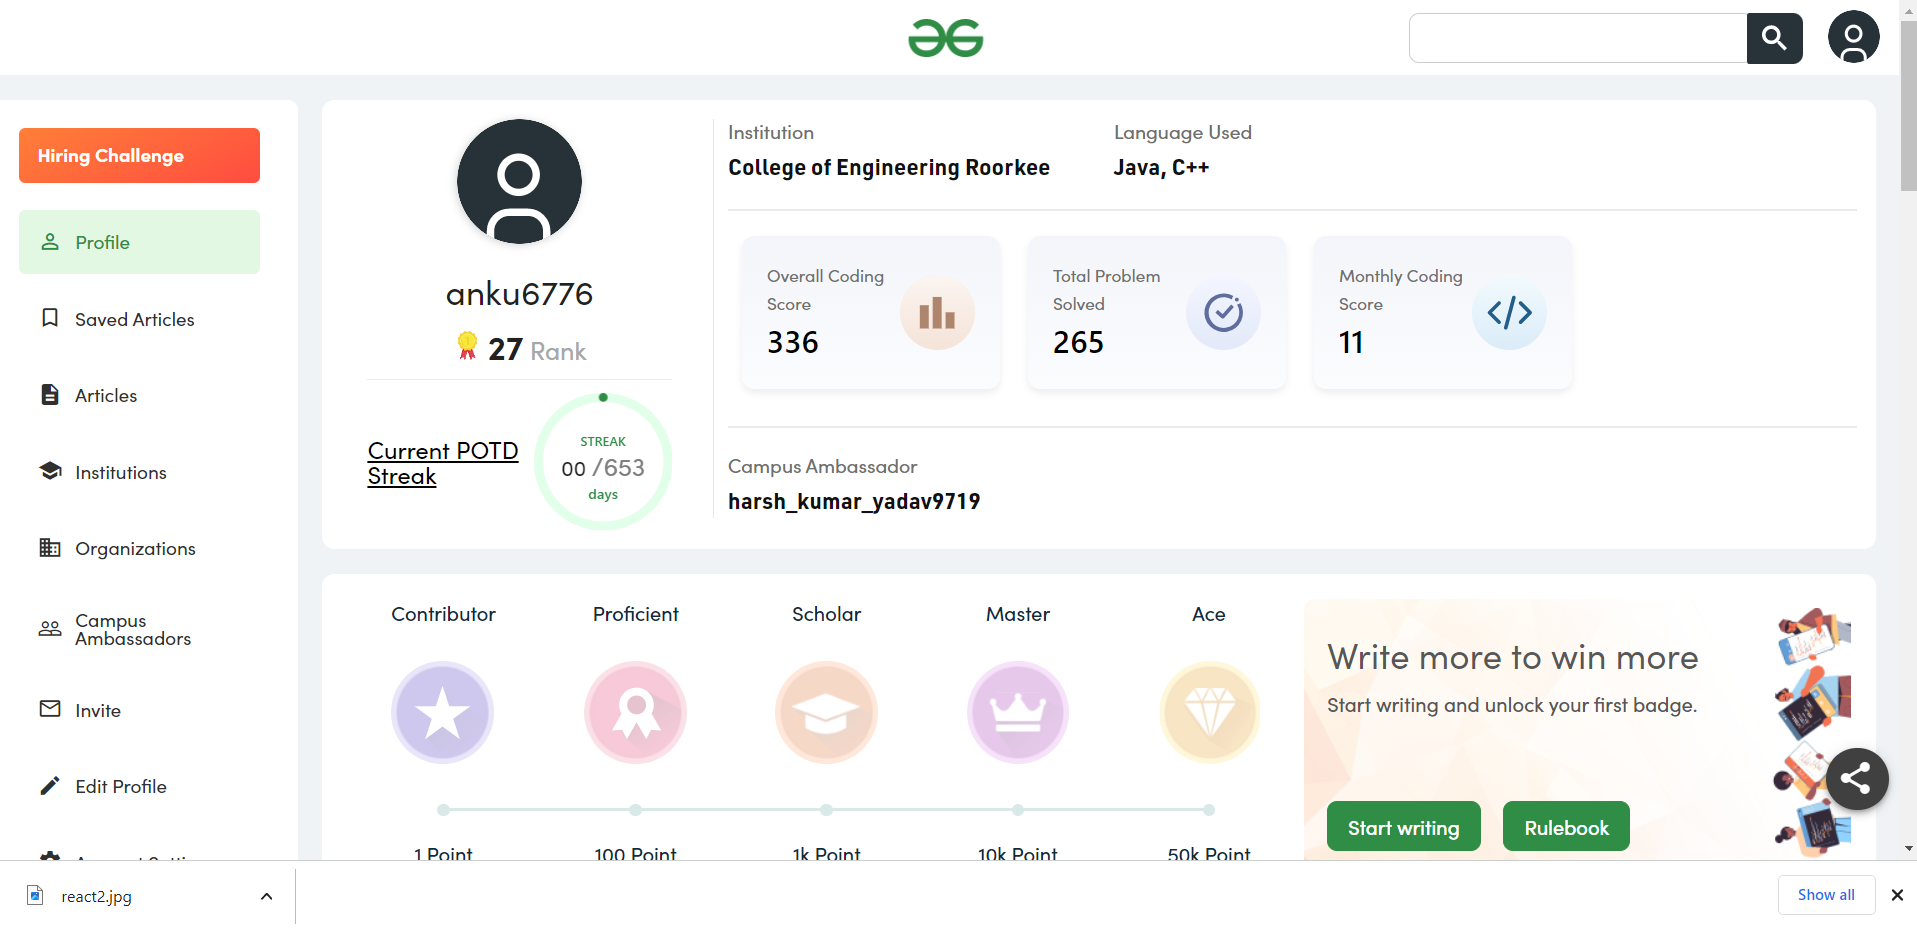 Hiring Challenge
Profile
Saved Articles
Articles
Institutions
Organizations
Campus
Ambassadors
Invite
Edit Profile
anku6776
27 Rank
Current POTD
Streak
STREAK
00 /653
days
Institution
College of Engineering Roorkee
Language Used
Java, C++
Overall Coding
Score
336
Total Problem
Solved
265
Monthly Coding
Score
11
Campus Ambassador
harsh_kumar_yadav9719
Contributor
Proficient
Scholar
Master
Ace
1 Point
100 Point
1k Point
10k Point
50k Point
Write more to win more
Start writing and unlock your first badge.
Start writing
Rulebook
react2.jpg
Show all